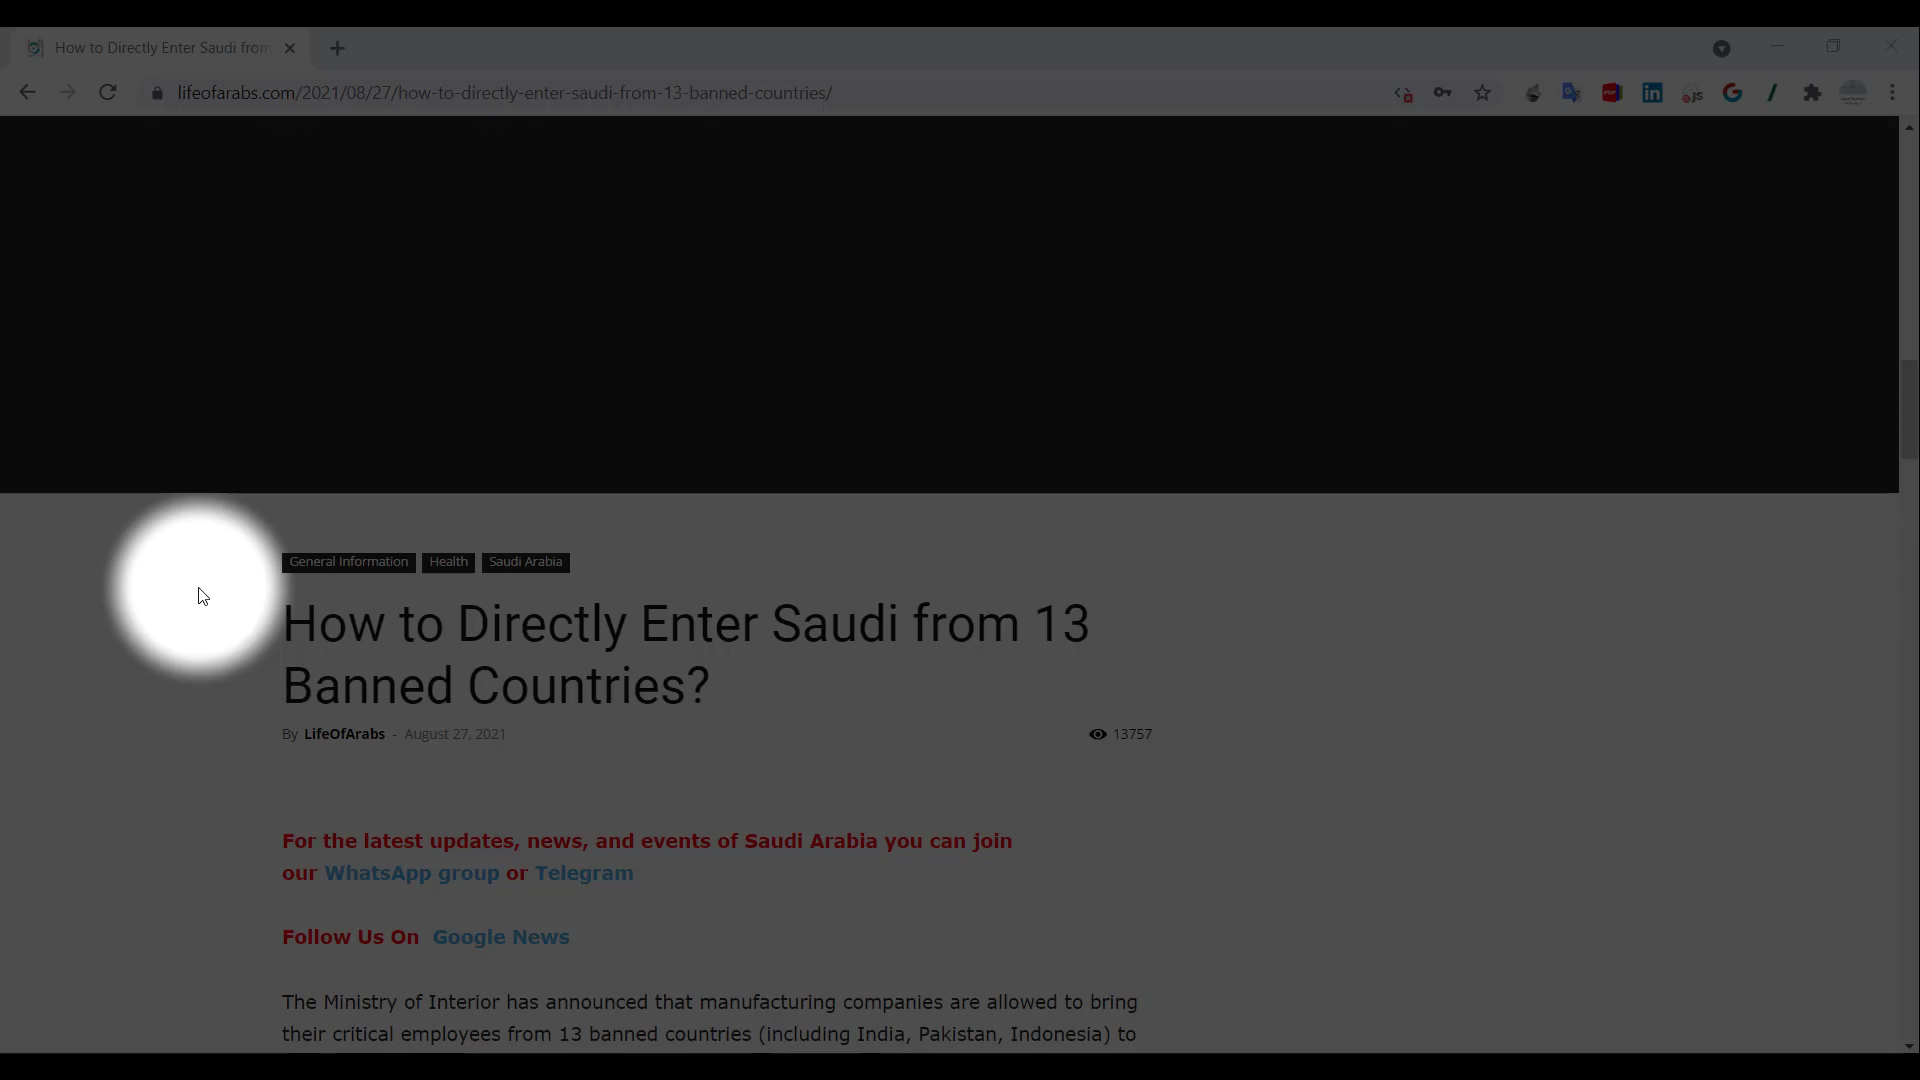 How to Directly Enter Saudi from
lifeofarabs.com/2021/08/27/how-to-directly-enter-saudi-from-13-banned-countries/
General Information Health Saudi Arabia
How to Directly Enter Saudi from 13
Banned Countries?
By LifeOfArabs - August 27, 2021 13757
For the latest updates, news, and events of Saudi Arabia you can join
our WhatsApp group or Telegram
Follow Us On Google News
The Ministry of Interior has announced that manufacturing companies are allowed to bring
their critical employees from 13 banned countries (including India, Pakistan, Indonesia) to